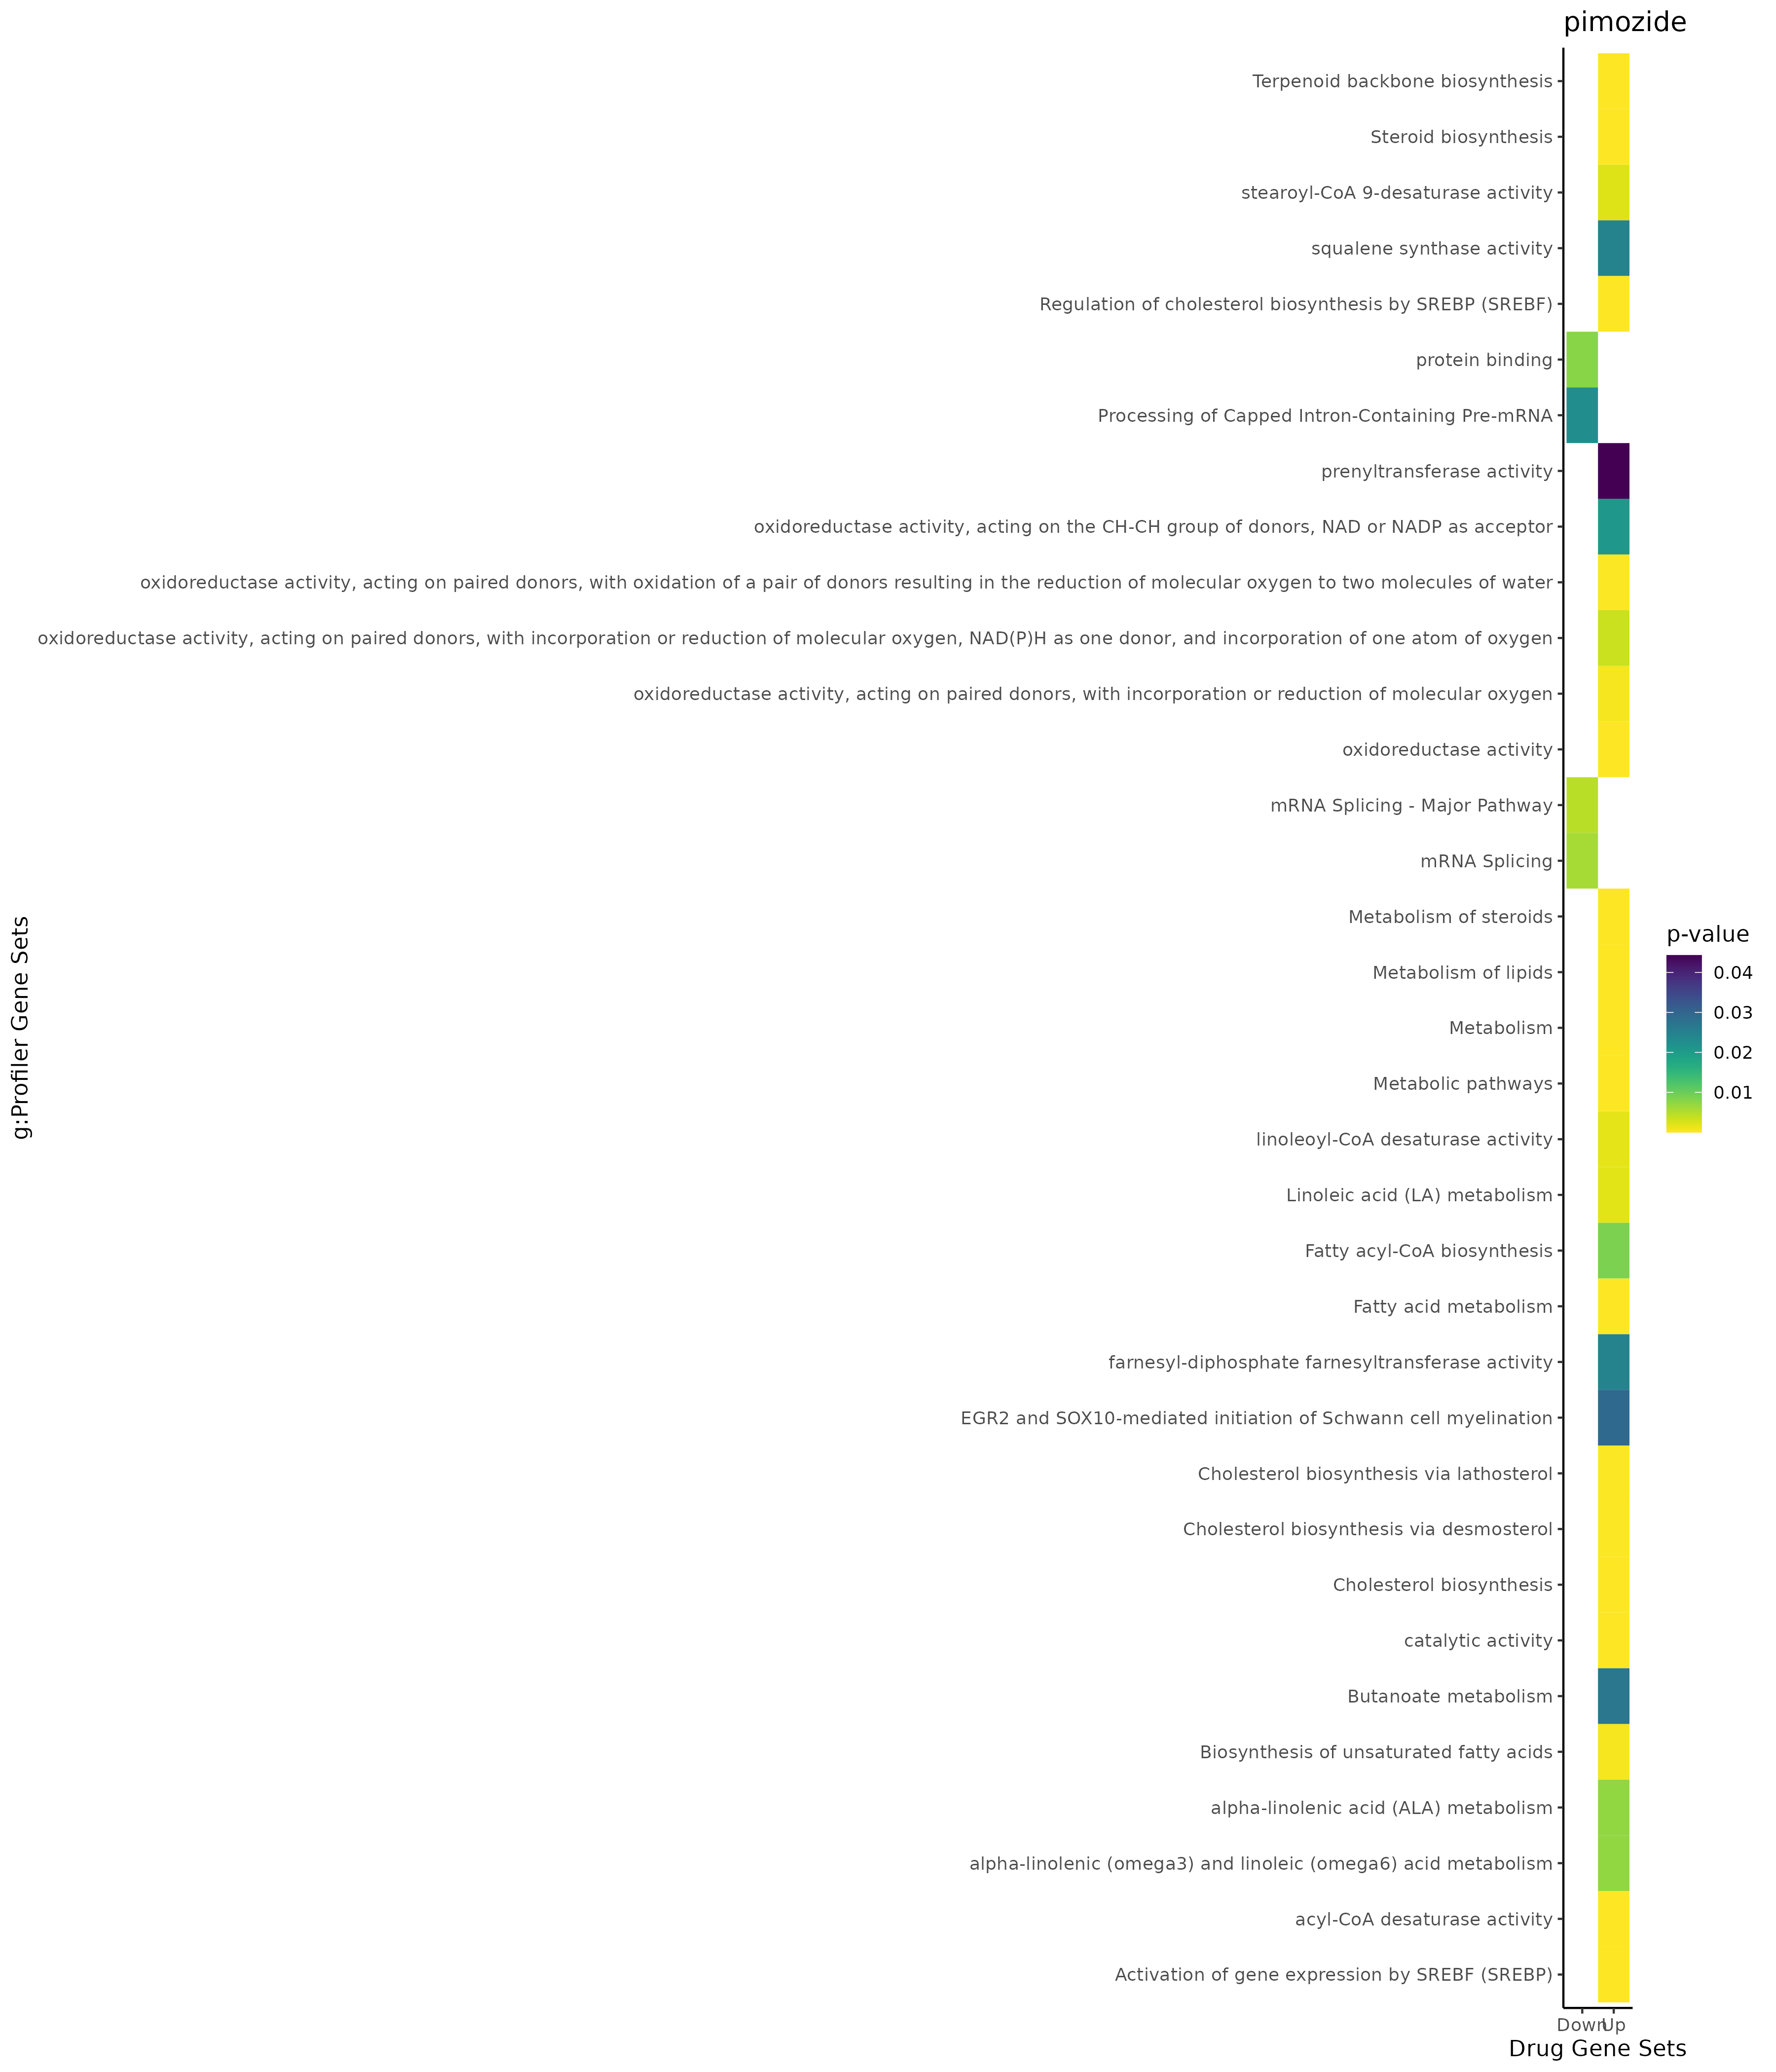 pimozide
Terpenoid backbone biosynthesis
Steroid biosynthesis
stearoyl-CoA 9-desaturase activity
squalene synthase activity
Regulation of cholesterol biosynthesis by SREBP (SREBF)
protein binding
Processing of Capped Intron-Containing Pre-mRNA
prenyltransferase activity
oxidoreductase activity, acting on the CH-CH group of donors, NAD or NADP as acceptor
oxidoreductase activity, acting on paired donors, with oxidation of a pair of donors resulting in the reduction of molecular oxygen to two molecules of water
oxidoreductase activity, acting on paired donors, with incorporation or reduction of molecular oxygen, NAD(P)H as one donor, and incorporation of one atom of oxygen
oxidoreductase activity, acting on paired donors, with incorporation or reduction of molecular oxygen
oxidoreductase activity
mRNA Splicing - Major Pathway
mRNA Splicing
Metabolism of steroids
Metabolism of lipids
Metabolism
Metabolic pathways
linoleoyl-CoA desaturase activity
Linoleic acid (LA) metabolism
Fatty acyl-CoA biosynthesis
Fatty acid metabolism
farnesyl-diphosphate farnesyltransferase activity
EGR2 and SOX10-mediated initiation of Schwann cell myelination
Cholesterol biosynthesis via lathosterol
Cholesterol biosynthesis via desmosterol
Cholesterol biosynthesis
catalytic activity
Butanoate metabolism
Biosynthesis of unsaturated fatty acids
alpha-linolenic acid (ALA) metabolism
alpha-linolenic (omega3) and linoleic (omega6) acid metabolism
acyl-CoA desaturase activity
Activation of gene expression by SREBF (SREBP)
g:Profiler Gene Sets
Down Up
Drug Gene Sets
p-value
0.04
0.03
0.02
0.01